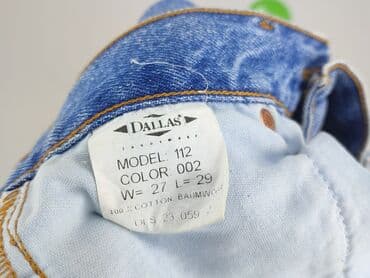 DALLAS
MODEL: 112
COLOR 002
W= 27 L= 29
100 % COTTON BAUMWOLL